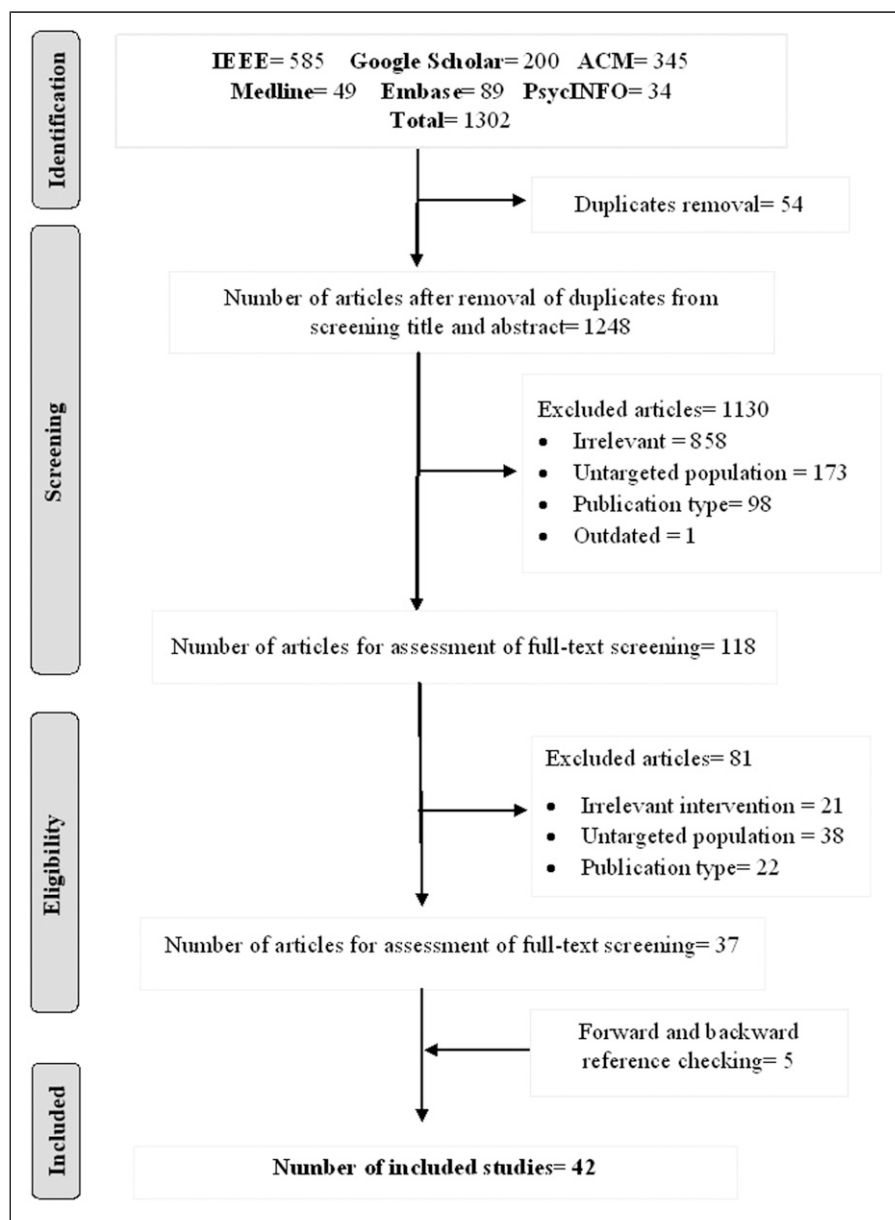 Identification
IEEE= 585 Google Scholar= 200 ACM= 345
Medline= 49 Embase= 89 PsycINFO= 34
Total= 1302
Duplicates removal= 54
Screening
Number of articles after removal of duplicates from
screening title and abstract= 1248
Excluded articles= 1130
• Irrelevant = 858
• Untargeted population = 173
• Publication type= 98
• Outdated = 1
Number of articles for assessment of full-text screening= 118
Eligibility
Excluded articles= 81
• Irrelevant intervention = 21
• Untargeted population = 38
• Publication type= 22
Number of articles for assessment of full-text screening= 37
Forward and backward
reference checking= 5
Included
Number of included studies= 42